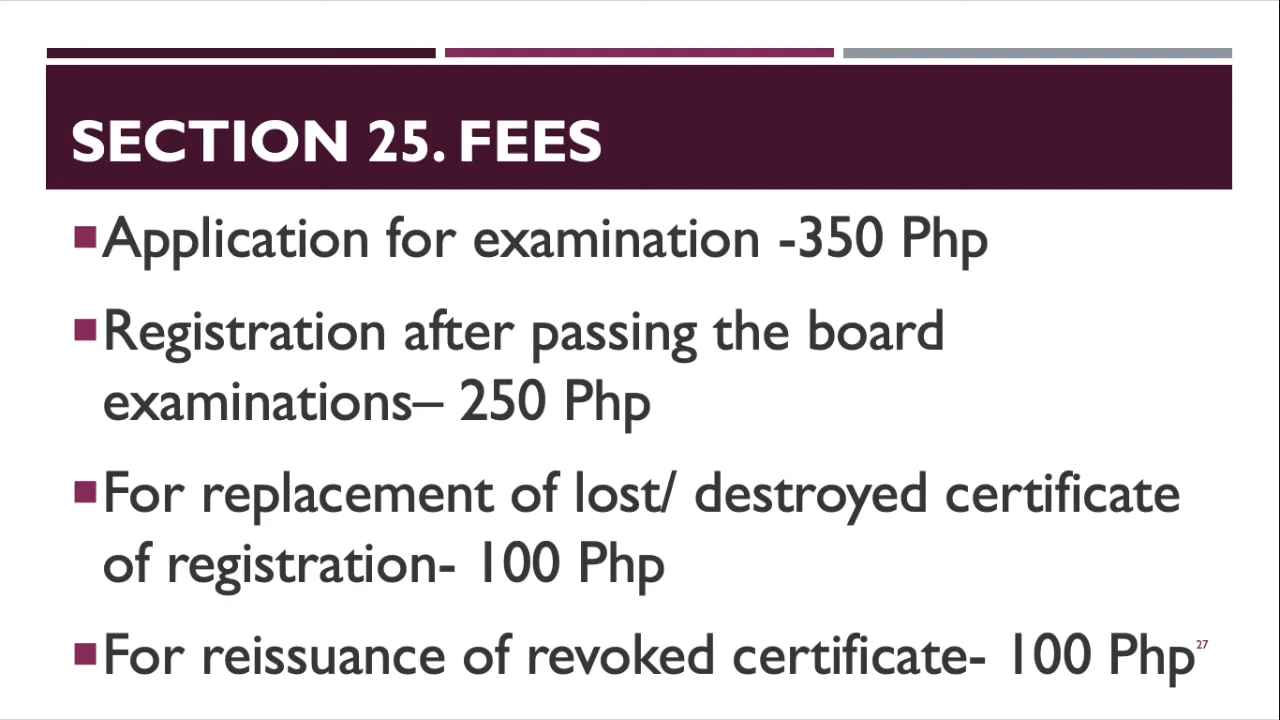 SECTION 25. FEES
■Application for examination -350 Php
■Registration after passing the board
examinations– 250 Php
■For replacement of lost/ destroyed certificate
of registration- 100 Php
■For reissuance of revoked certificate- 100 Php
27